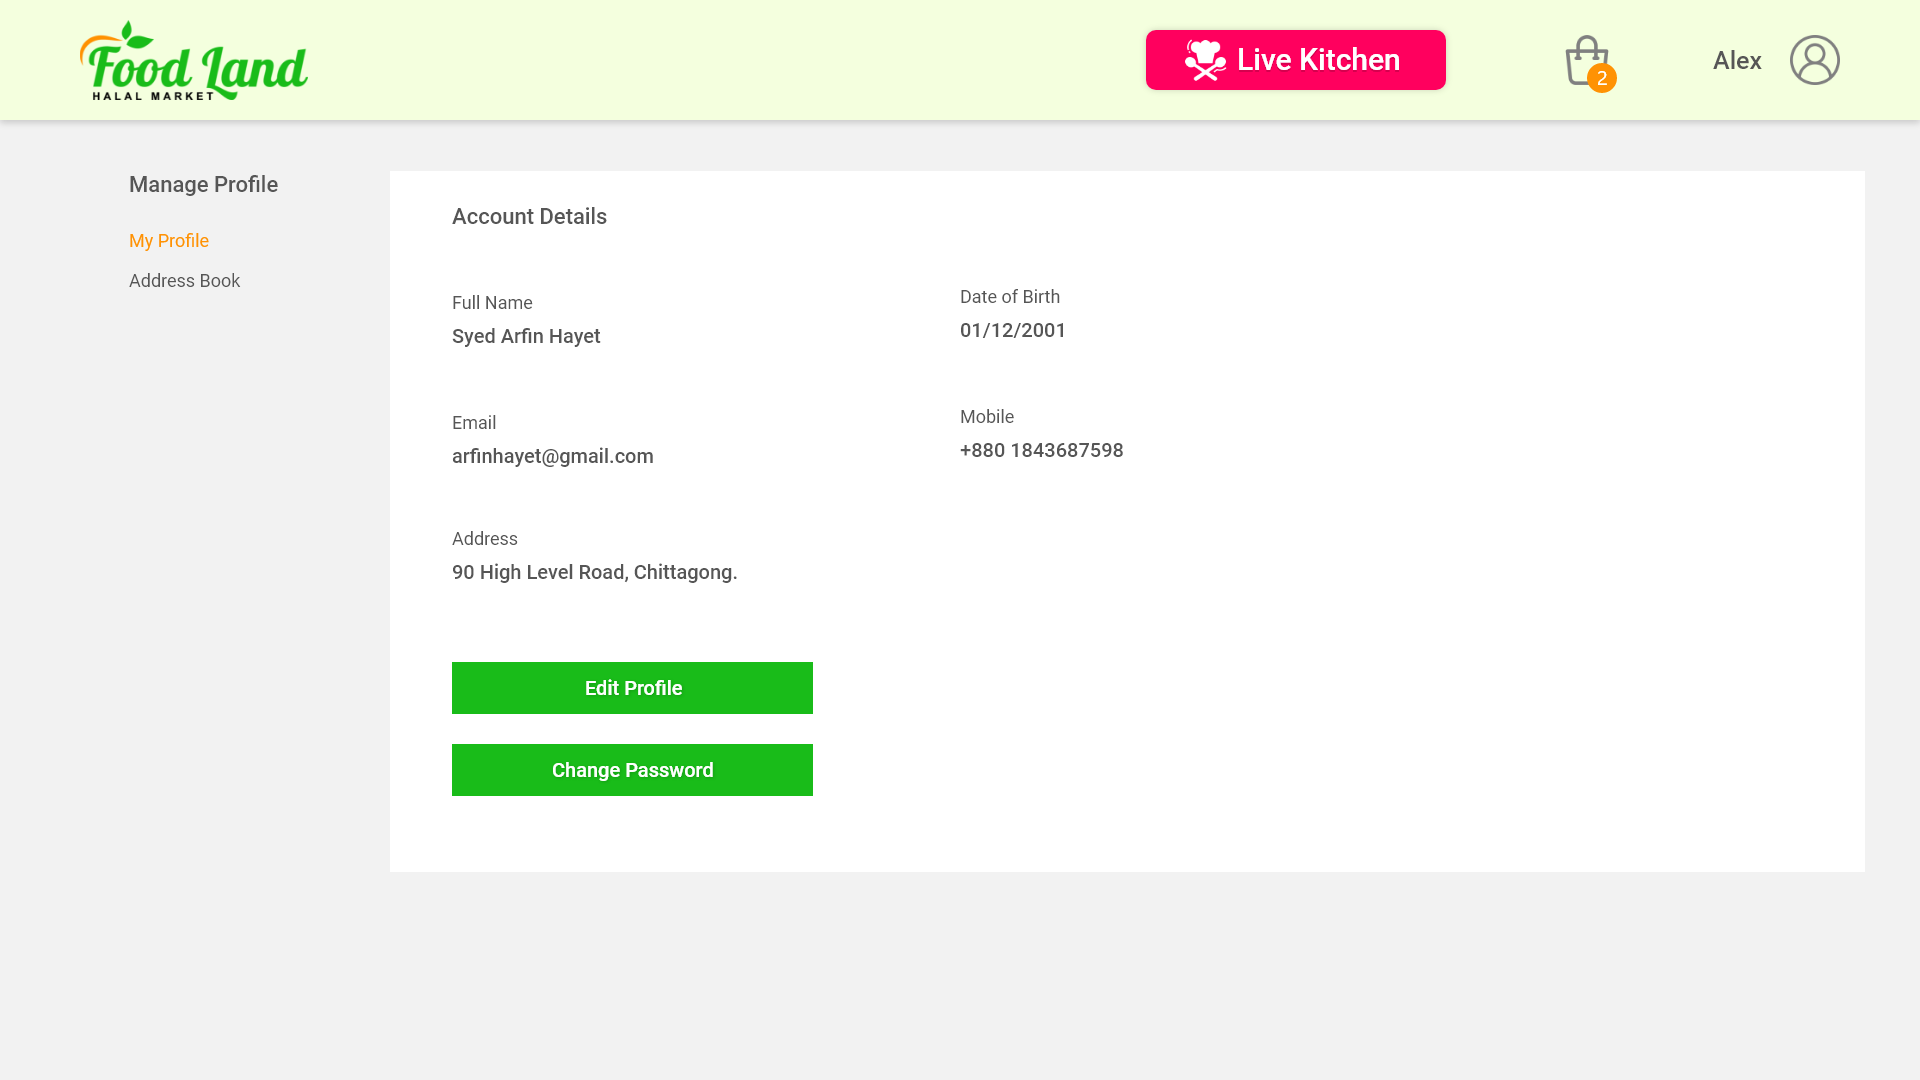 Food Land
HALAL MARKET
Live Kitchen
2
Alex
Manage Profile
My Profile
Address Book
Account Details
Full Name
Syed Arfin Hayet
Date of Birth
01/12/2001
Email
arfinhayet@gmail.com
Mobile
+880 1843687598
Address
90 High Level Road, Chittagong.
Edit Profile
Change Password